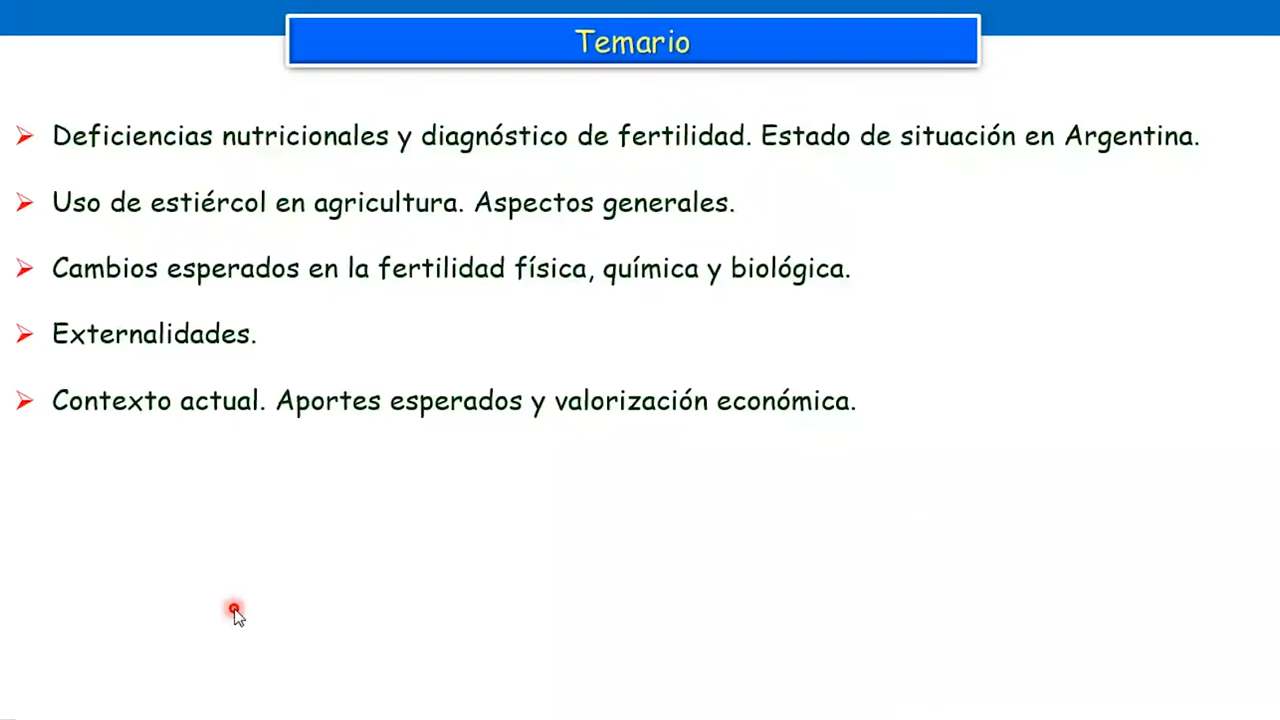 Temario
Deficiencias nutricionales y diagnóstico de fertilidad. Estado de situación en Argentina.
Uso de estiércol en agricultura. Aspectos generales.
Cambios esperados en la fertilidad física, química y biológica.
Externalidades.
Contexto actual. Aportes esperados y valorización económica.